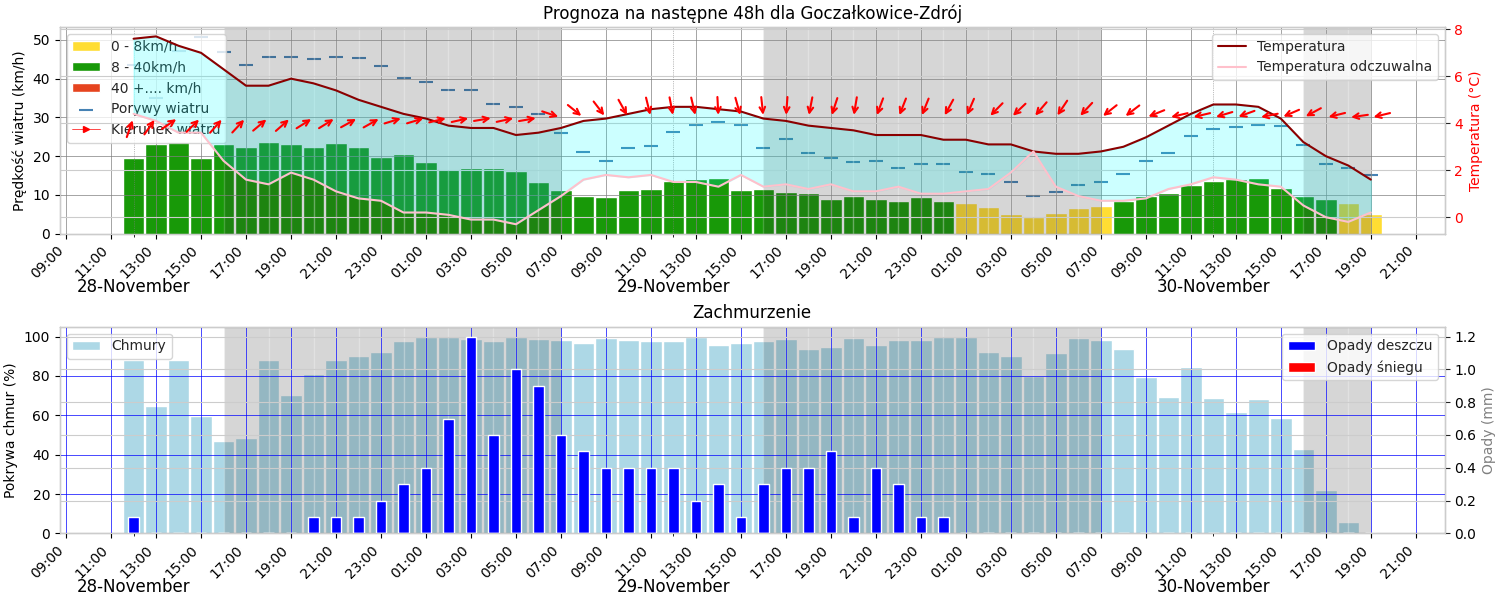 Prognoza na następne 48h dla Goczałkowice-Zdrój
Prędkość wiatru (km/h)
50
40
30
20
10
0
0 - 8km/h
8 - 40km/h
40 +.... km/h
Porywy wiatru
Kierunek wiatru
Temperatura
Temperatura odczuwalna
8
6
4
2
0
Temperatura (°C)
09:00 11:00 13:00 15:00 17:00 19:00 21:00 23:00 01:00 03:00 05:00 07:00 09:00 11:00 13:00 15:00 17:00 19:00 21:00 23:00 01:00 03:00 05:00 07:00 09:00 11:00 13:00 15:00 17:00 19:00 21:00
28-November 29-November 30-November
Zachmurzenie
Pokrywa chmur (%)
100
80
60
40
20
0
Chmury
Opady deszczu
Opady śniegu
1.2
1.0
0.8
0.6
0.4
0.2
0.0
Opady (mm)
09:00 11:00 13:00 15:00 17:00 19:00 21:00 23:00 01:00 03:00 05:00 07:00 09:00 11:00 13:00 15:00 17:00 19:00 21:00 23:00 01:00 03:00 05:00 07:00 09:00 11:00 13:00 15:00 17:00 19:00 21:00
28-November 29-November 30-November